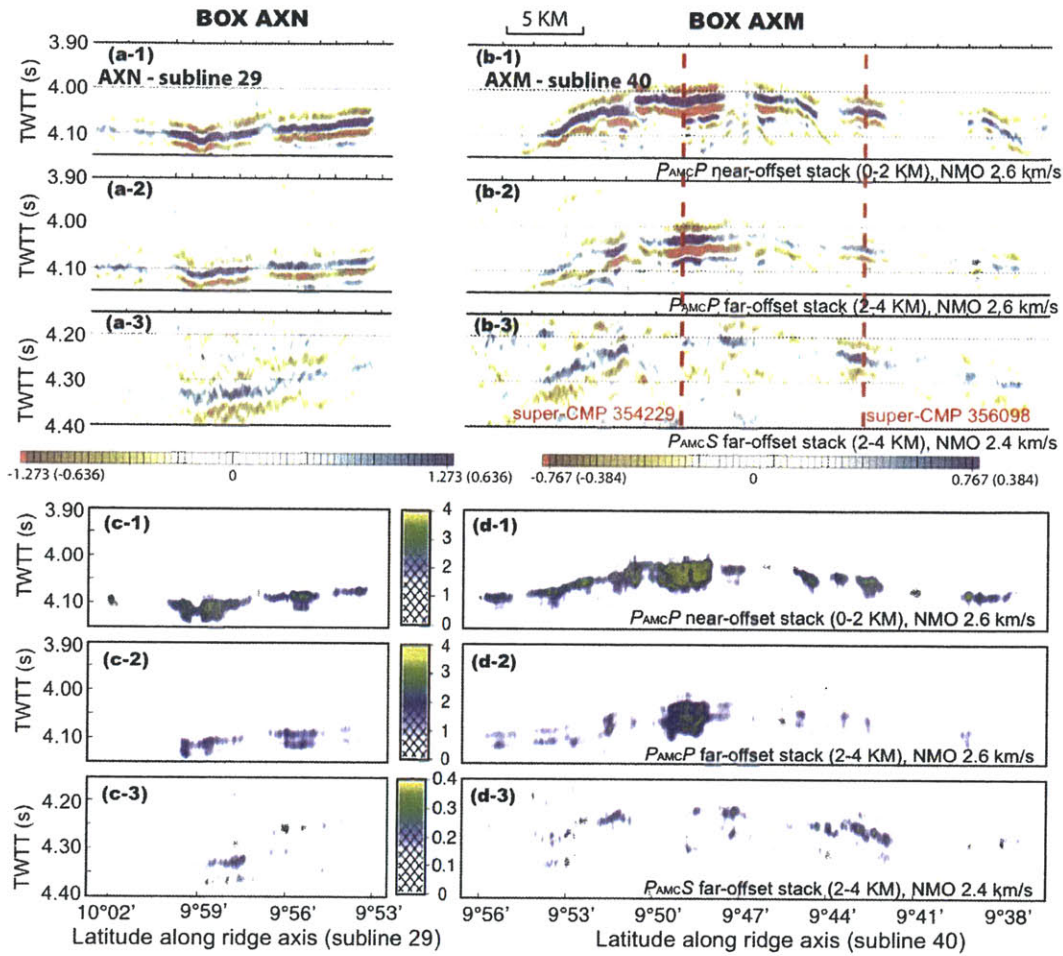 BOX AXN
5 KM
BOX AXM
3.90
(a-1)
AXN - subline 29
4.00
4.10
TWTT (s)
(b-1)
AXM - subline 40
PAMCP near-offset stack (0-2 KM), NMO 2.6 km/s
3.90
(a-2)
4.00
4.10
TWTT (s)
(b-2)
PAMCP far-offset stack (2-4 KM), NMO 2.6 km/s
4.20
(a-3)
4.30
4.40
TWTT (s)
(b-3)
super-CMP 354229
super-CMP 356098
PAMCS far-offset stack (2-4 KM), NMO 2.4 km/s
-1.273 (-0.636)
0
1.273 (0.636)
-0.767 (-0.384)
0
0.767 (0.384)
3.90
(c-1)
4.00
4.10
TWTT (s)
4
3
2
1
0
(d-1)
PAMCP near-offset stack (0-2 KM), NMO 2.6 km/s
3.90
(c-2)
4.00
4.10
TWTT (s)
4
3
2
1
0
(d-2)
PAMCP far-offset stack (2-4 KM), NMO 2.6 km/s
4.20
(c-3)
4.30
4.40
TWTT (s)
0.4
0.3
0.2
0.1
0
(d-3)
PAMCS far-offset stack (2-4 KM), NMO 2.4 km/s
10°02' 9°59' 9°56' 9°53'
Latitude along ridge axis (subline 29)
9°56' 9°53' 9°50' 9°47' 9°44' 9°41' 9°38'
Latitude along ridge axis (subline 40)